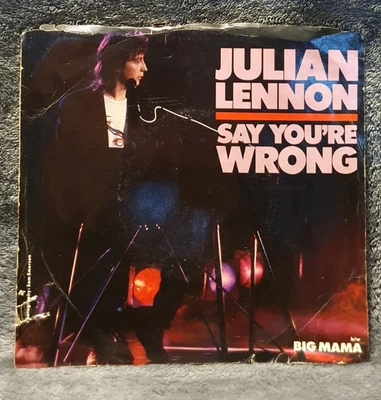 JULIAN
LENNON
SAY YOU'RE
WRONG
b/w
BIG MAMA